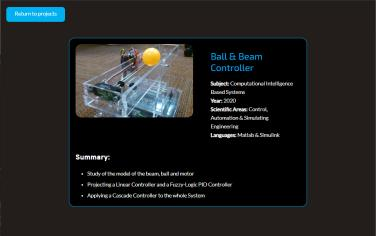 Return to projects
Ball & Beam
Controller
Subject: Computational Intelligence
Based Systems
Year: 2020
Scientific Areas: Control,
Automation & Simulating
Engineering
Languages: Matlab & Simulink
Summary:
• Study of the model of the beam, ball and motor
• Projecting a Linear Controller and a Fuzzy-Logic PID Controller
• Applying a Cascade Controller to the whole System